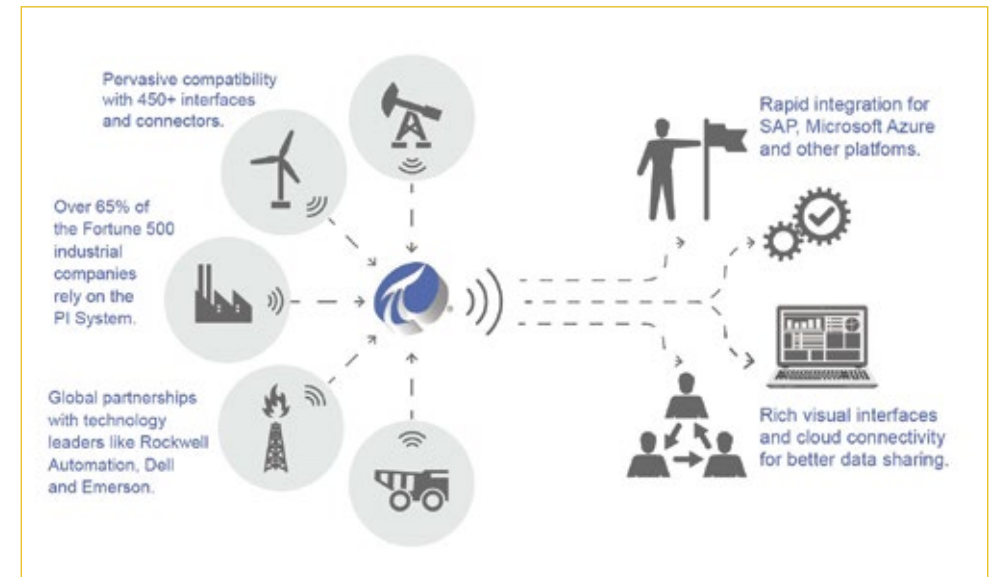 Pervasive compatibility
with 450+ interfaces
and connectors.
Over 65% of
the Fortune 500
industrial
companies
rely on the
PI System.
Global partnerships
with technology
leaders like Rockwell
Automation, Dell
and Emerson.
Rapid integration for
SAP, Microsoft Azure
and other platfoms.
Rich visual interfaces
and cloud connectivity
for better data sharing.
®